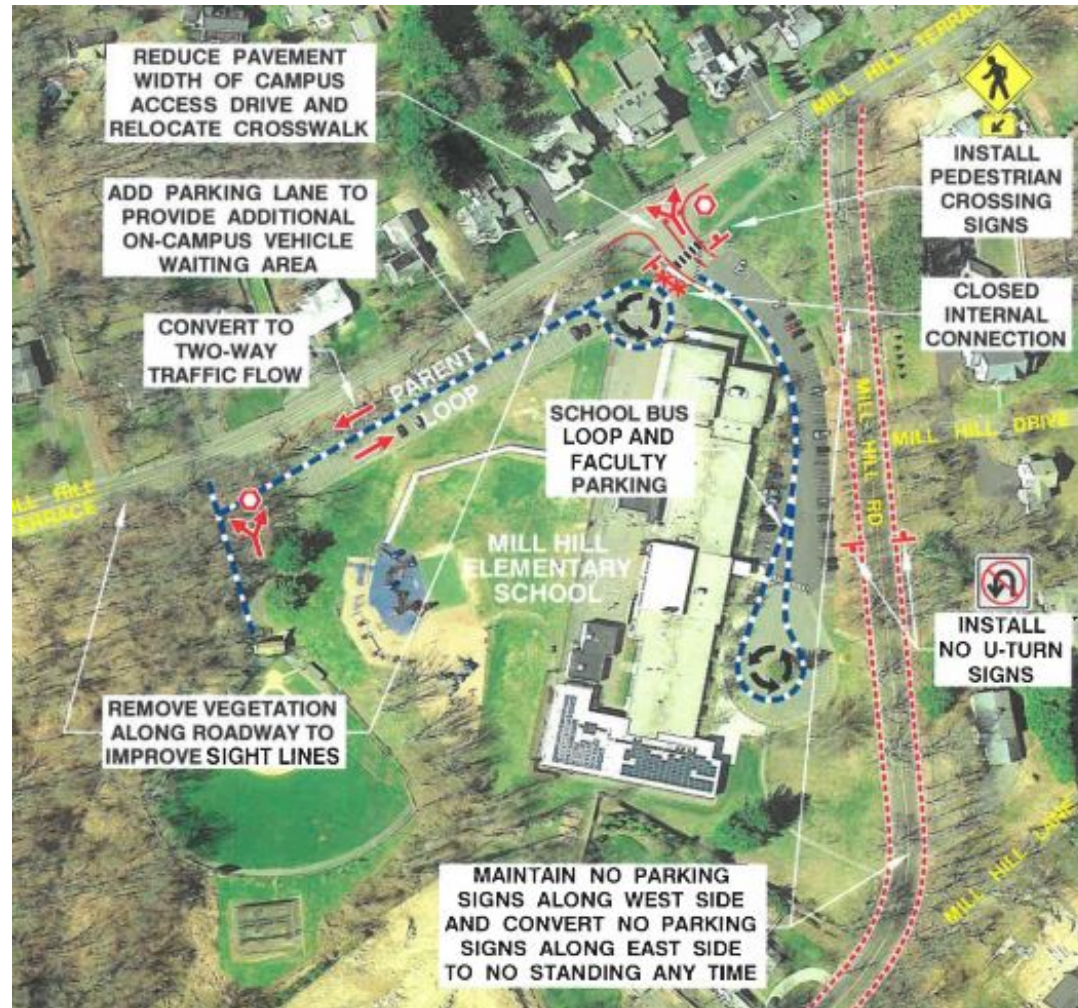 REDUCE PAVEMENT
WIDTH OF CAMPUS
ACCESS DRIVE AND
RELOCATE CROSSWALK
MILL HILL TERRACE
INSTALL
PEDESTRIAN
CROSSING
SIGNS
ADD PARKING LANE TO
PROVIDE ADDITIONAL
ON-CAMPUS VEHICLE
WAITING AREA
CLOSED
INTERNAL
CONNECTION
CONVERT TO
TWO-WAY
TRAFFIC FLOW
PARENT
LOOP
SCHOOL BUS
LOOP AND
FACULTY
PARKING
MILL HILL RD
MILL HILL DRIVE
MILL HILL
TERRACE
MILL HILL
ELEMENTARY
SCHOOL
INSTALL
NO U-TURN
SIGNS
REMOVE VEGETATION
ALONG ROADWAY TO
IMPROVE SIGHT LINES
MAINTAIN NO PARKING
SIGNS ALONG WEST SIDE
AND CONVERT NO PARKING
SIGNS ALONG EAST SIDE
TO NO STANDING ANY TIME
MILL HILL LANE